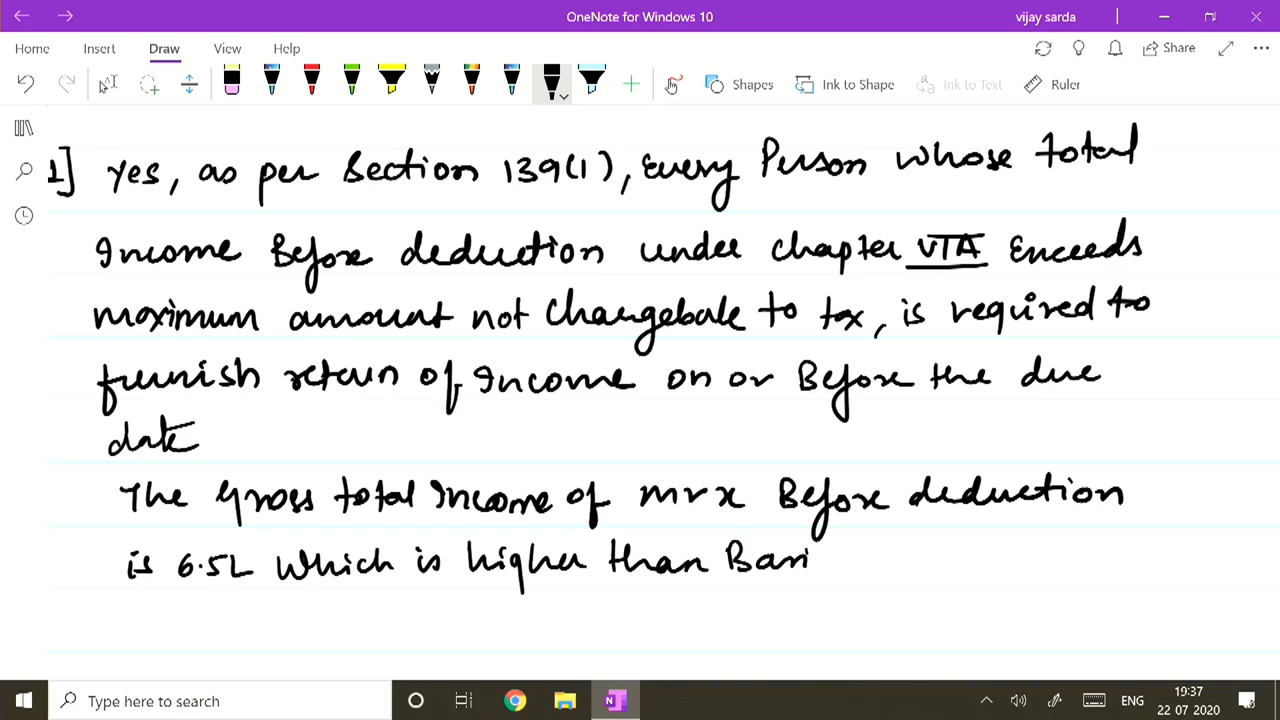 OneNote for Windows 10
vijay sarda
Home Insert Draw View Help
Share
Shapes Ink to Shape Ink to Text Ruler
1] Yes, as per Section 139(1), Every Person whose total
Income Before deduction under chapter VIA Exceeds
maximum amount not Changebale to tax, is required to
furnish return of Income on or Before the due
date
The Gross total Income of mr x Before deduction
is 6.5L which is higher than Basi
Type here to search
ENG
19:37
22 07 2020